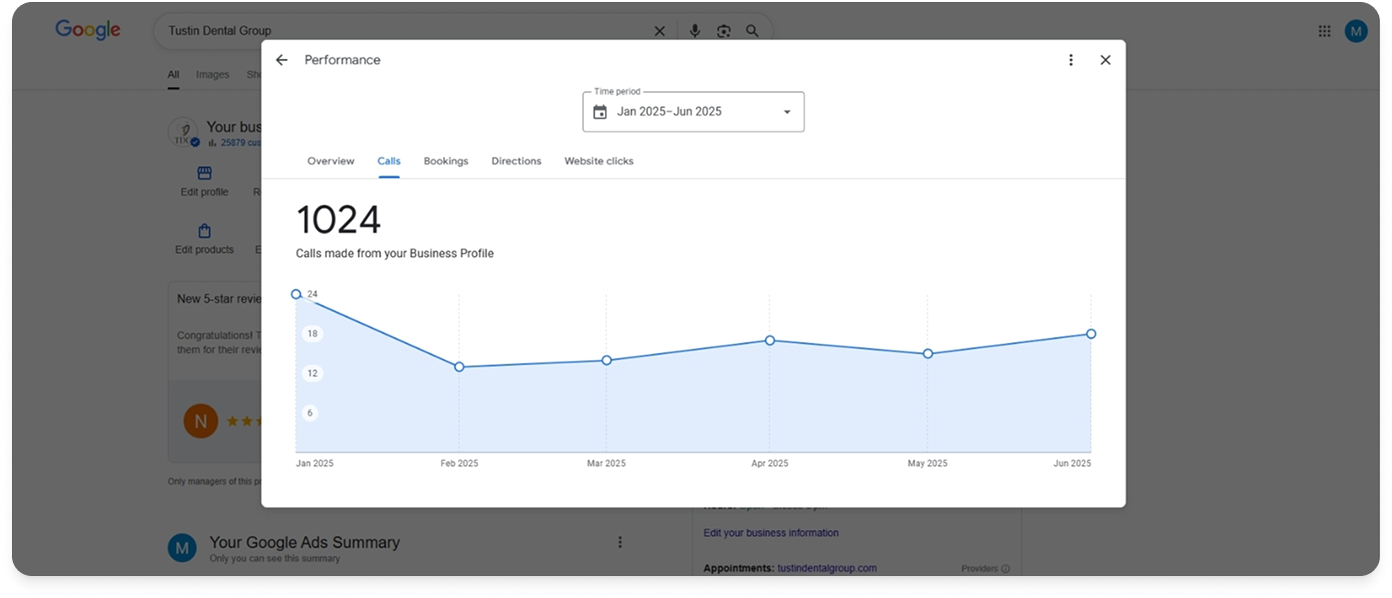 Google
Tustin Dental Group
M
All Images
Your bus
TDG
25879 cus
Edit profile
Edit products
New 5-star revie
Congratulations! T
them for their revie
N
Only managers of this pr
Performance
Time period
Jan 2025–Jun 2025
Overview Calls Bookings Directions Website clicks
1024
Calls made from your Business Profile
24
18
12
6
Jan 2025 Feb 2025 Mar 2025 Apr 2025 May 2025 Jun 2025
M
Your Google Ads Summary
Only you can see this summary
Edit your business information
Appointments: tustindentalgroup.com
Providers